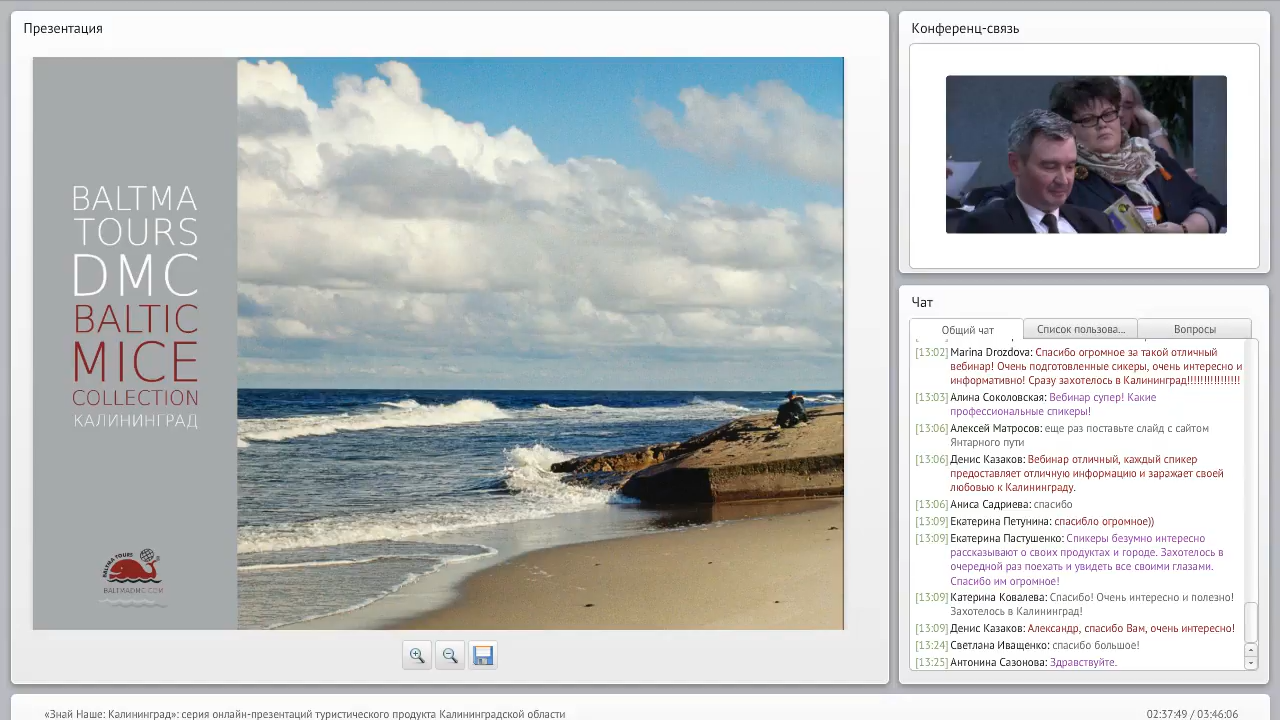 Презентация
BALTMA
TOURS
DMC
BALTIC
MICE
COLLECTION
КАЛИНИНГРАД
BALTMA TOURS
BALTMADMC.COM
Конференц-связь
Чат
Общий чат
Список пользова...
Вопросы
[13:02] Marina Drozdova: Спасибо огромное за такой отличный
вебинар! Очень подготовленные сикеры, очень интересно и
информативно! Сразу захотелось в Калининград!!!!!!!!!!!!!!!!
[13:03] Алина Соколовская: Вебинар супер! Какие
профессиональные спикеры!
[13:06] Алексей Матросов: еще раз поставьте слайд с сайтом
Янтарного пути
[13:06] Денис Казаков: Вебинар отличный, каждый спикер
предоставляет отличную информацию и заражает своей
любовью к Калининграду.
[13:06] Аниса Садриева: спасибо
[13:09] Екатерина Петунина: спасибло огромное))
[13:09] Екатерина Пастушенко: Спикеры безумно интересно
рассказывают о своих продуктах и городе. Захотелось в
очередной раз поехать и увидеть все своими глазами.
Спасибо им огромное!
[13:09] Катерина Ковалева: Спасибо! Очень интересно и полезно!
Захотелось в Калининград!
[13:09] Денис Казаков: Александр, спасибо Вам, очень интересно!
[13:24] Светлана Иващенко: спасибо большое!
[13:25] Антонина Сазонова: Здравствуйте.
«Знай Наше: Калининград»: серия онлайн-презентаций туристического продукта Калининградской области
02:37:49 / 03:46:06